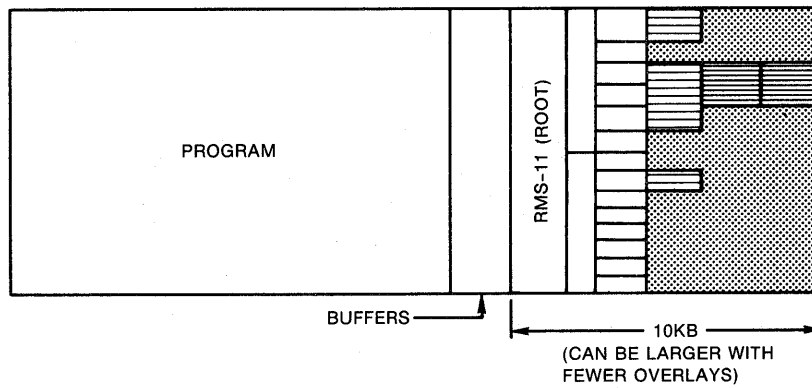 PROGRAM
RMS-11 (ROOT)
BUFFERS
10KB
(CAN BE LARGER WITH
FEWER OVERLAYS)